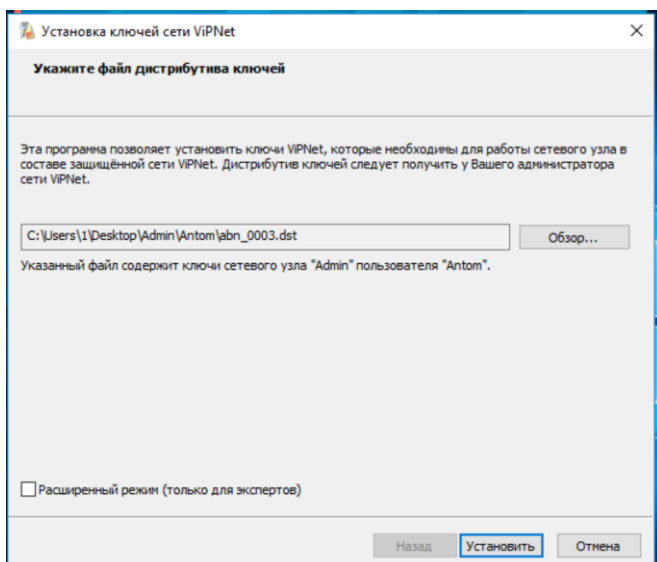 Установка ключей сети ViPNet
Укажите файл дистрибутива ключей
Эта программа позволяет установить ключи ViPNet, которые необходимы для работы сетевого узла в
составе защищённой сети ViPNet. Дистрибутив ключей следует получить у Вашего администратора
сети ViPNet.
C:\Users\1\Desktop\Admin\Antom\abn_0003.dst
Обзор...
Указанный файл содержит ключи сетевого узла "Admin" пользователя "Antom".
Расширенный режим (только для экспертов)
Назад Установить Отмена